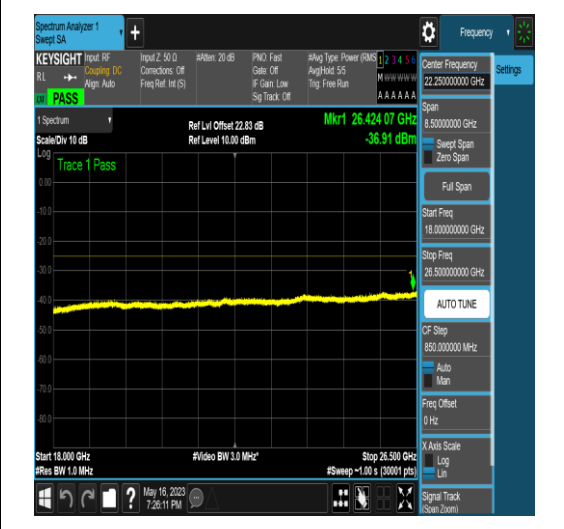 Spectrum Analyzer 1
Swept SA
+
Frequency
KEYSIGHT
Input: RF
Coupling: DC
Align: Auto
RL
PASS
Input Z: 50 Ω
Corrections: Off
Freq Ref: Int (S)
#Atten: 20 dB
PNO: Fast
Gate: Off
IF Gain: Low
Sig Track: Off
#Avg Type: Power (RMS
Avg|Hold: 5/5
Trig: Free Run
1 2 3 4 5 6
M W W W W W
A A A A A A
1 Spectrum
Scale/Div 10 dB
Ref Lvl Offset 22.83 dB
Ref Level 10.00 dBm
Mkr1 26.424 07 GHz
-36.91 dBm
Log
Trace 1 Pass
0.00
-10.0
-20.0
-30.0
-40.0
-50.0
-60.0
-70.0
-80.0
1
Start 18.000 GHz
#Res BW 1.0 MHz
#Video BW 3.0 MHz*
Stop 26.500 GHz
#Sweep ~1.00 s (30001 pts)
May 16, 2023
7:26:11 PM
?
Center Frequency
22.250000000 GHz
Settings
Span
8.50000000 GHz
Swept Span
Zero Span
Full Span
Start Freq
18.000000000 GHz
Stop Freq
26.500000000 GHz
AUTO TUNE
CF Step
850.000000 MHz
Auto
Man
Freq Offset
0 Hz
X Axis Scale
Log
Lin
Signal Track
(Span Zoom)